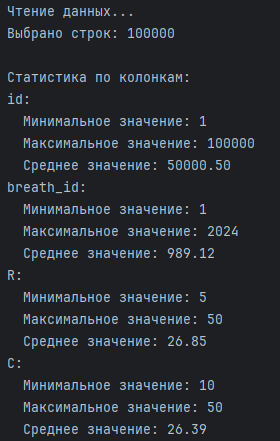 Чтение данных...
Выбрано строк: 100000

Статистика по колонкам:
id:
  Минимальное значение: 1
  Максимальное значение: 100000
  Среднее значение: 50000.50
breath_id:
  Минимальное значение: 1
  Максимальное значение: 2024
  Среднее значение: 989.12
R:
  Минимальное значение: 5
  Максимальное значение: 50
  Среднее значение: 26.85
C:
  Минимальное значение: 10
  Максимальное значение: 50
  Среднее значение: 26.39